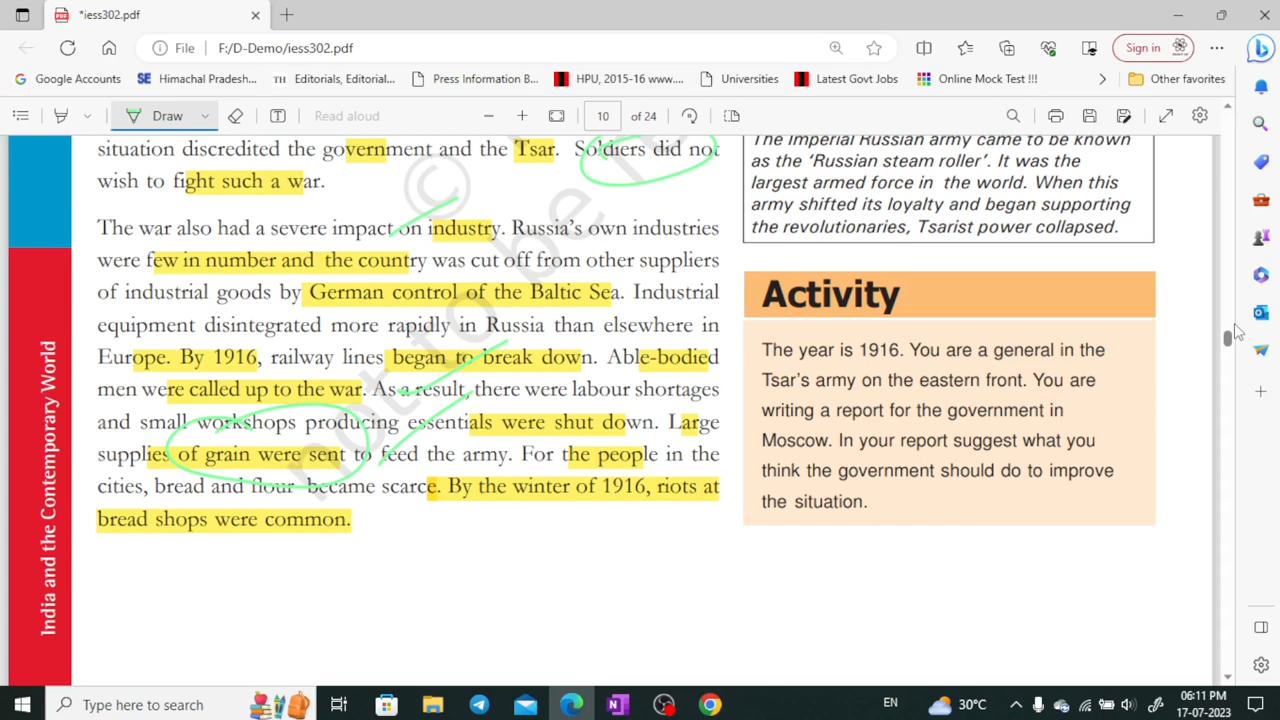 *iess302.pdf
File
F:/D-Demo/iess302.pdf
Sign in
Google Accounts
SE Himachal Pradesh...
TH Editorials, Editorial...
Press Information B...
HPU, 2015-16 www....
Universities
Latest Govt Jobs
Online Mock Test !!!
Other favorites
Draw
Read aloud
10 of 24
situation discredited the government and the Tsar. Soldiers did not
wish to fight such a war.
The war also had a severe impact on industry. Russia's own industries
were few in number and the country was cut off from other suppliers
of industrial goods by German control of the Baltic Sea. Industrial
equipment disintegrated more rapidly in Russia than elsewhere in
Europe. By 1916, railway lines began to break down. Able-bodied
men were called up to the war. As a result, there were labour shortages
and small workshops producing essentials were shut down. Large
supplies of grain were sent to feed the army. For the people in the
cities, bread and flour became scarce. By the winter of 1916, riots at
bread shops were common.
The Imperial Russian army came to be known
as the 'Russian steam roller'. It was the
largest armed force in the world. When this
army shifted its loyalty and began supporting
the revolutionaries, Tsarist power collapsed.
Activity
The year is 1916. You are a general in the
Tsar's army on the eastern front. You are
writing a report for the government in
Moscow. In your report suggest what you
think the government should do to improve
the situation.
India and the Contemporary World
© not to be re
Type here to search
EN
30°C
06:11 PM
17-07-2023